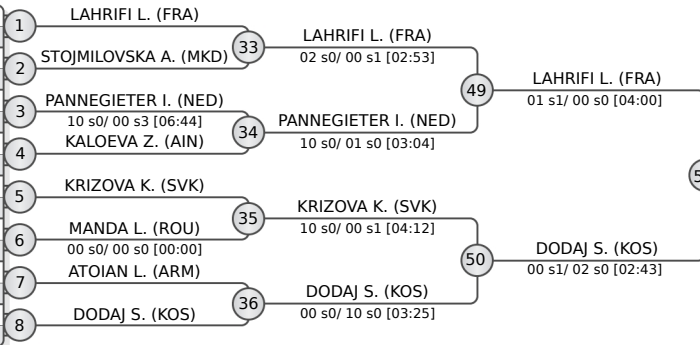 1
LAHRIFI L. (FRA)
2
STOJMILOVSKA A. (MKD)
33
LAHRIFI L. (FRA)
02 s0/ 00 s1 [02:53]
3
PANNEGIETER I. (NED)
10 s0/ 00 s3 [06:44]
4
KALOEVA Z. (AIN)
34
PANNEGIETER I. (NED)
10 s0/ 01 s0 [03:04]
49
LAHRIFI L. (FRA)
01 s1/ 00 s0 [04:00]
5
KRIZOVA K. (SVK)
6
MANDA L. (ROU)
00 s0/ 00 s0 [00:00]
35
KRIZOVA K. (SVK)
10 s0/ 00 s1 [04:12]
7
ATOIAN L. (ARM)
8
DODAJ S. (KOS)
36
DODAJ S. (KOS)
00 s0/ 10 s0 [03:25]
50
DODAJ S. (KOS)
00 s1/ 02 s0 [02:43]